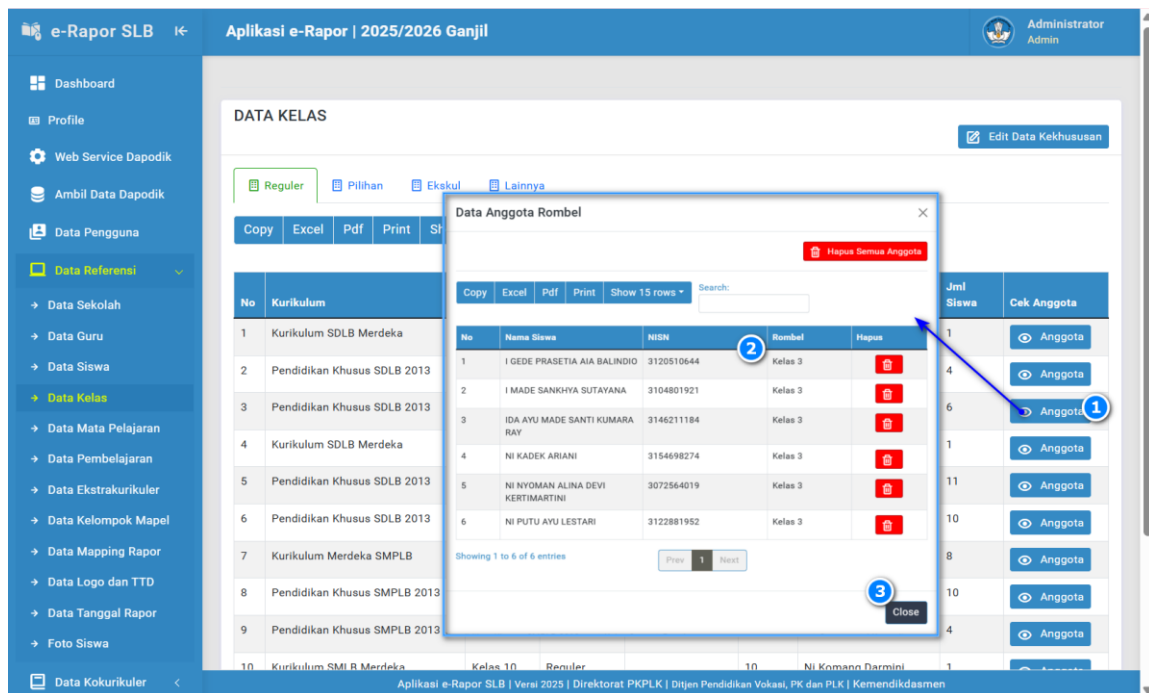 e-Rapor SLB
Aplikasi e-Rapor | 2025/2026 Ganjil
Administrator
Admin
Dashboard
Profile
Web Service Dapodik
Ambil Data Dapodik
Data Pengguna
Data Referensi
Data Sekolah
Data Guru
Data Siswa
Data Kelas
Data Mata Pelajaran
Data Pembelajaran
Data Ekstrakurikuler
Data Kelompok Mapel
Data Mapping Rapor
Data Logo dan TTD
Data Tanggal Rapor
Foto Siswa
Data Kokurikuler
DATA KELAS
Edit Data Kekhususan
Reguler Pilihan Ekskul Lainnya
Copy Excel Pdf Print
No Kurikulum Jml Siswa Cek Anggota
1 Kurikulum SDLB Merdeka 1 Anggota
2 Pendidikan Khusus SDLB 2013 4 Anggota
3 Pendidikan Khusus SDLB 2013 6 Anggota 1
4 Kurikulum SDLB Merdeka 1 Anggota
5 Pendidikan Khusus SDLB 2013 11 Anggota
6 Pendidikan Khusus SDLB 2013 10 Anggota
7 Kurikulum Merdeka SMPLB 8 Anggota
8 Pendidikan Khusus SMPLB 2013 10 Anggota
9 Pendidikan Khusus SMPLB 2013 4 Anggota
10 Kurikulum SMLB Merdeka Kelas 10 Reguler 10 Ni Komang Darmini 1 Anggota
Data Anggota Rombel
Hapus Semua Anggota
Copy Excel Pdf Print Show 15 rows Search:
No Nama Siswa NISN Rombel Hapus
2
1 I GEDE PRASETIA AIA BALINDIO 3120510644 Kelas 3
2 I MADE SANKHYA SUTAYANA 3104801921 Kelas 3
3 IDA AYU MADE SANTI KUMARA RAY 3146211184 Kelas 3
4 NI KADEK ARIANI 3154698274 Kelas 3
5 NI NYOMAN ALINA DEVI KERTIMARTINI 3072564019 Kelas 3
6 NI PUTU AYU LESTARI 3122881952 Kelas 3
Showing 1 to 6 of 6 entries
Prev 1 Next
3
Close
Aplikasi e-Rapor SLB | Versi 2025 | Direktorat PKPLK | Ditjen Pendidikan Vokasi, PK dan PLK | Kemendikdasmen